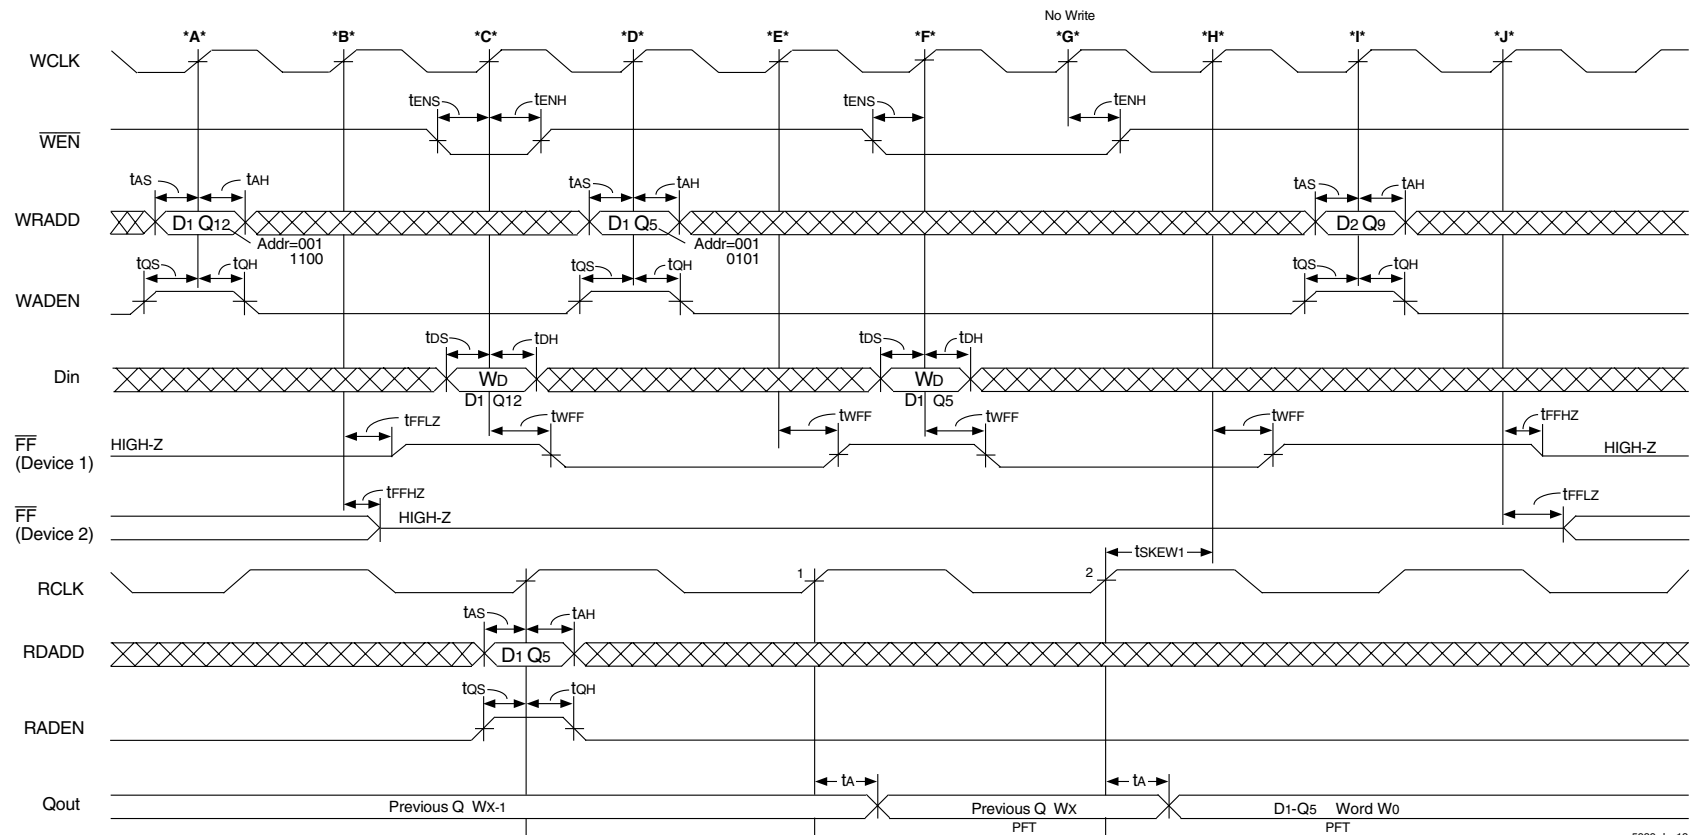 No Write
*A* *B* *C* *D* *E* *F* *G* *H* *I* *J*
WCLK
tENS tENH tENS tENH
WEN
tAS tAH tAS tAH tAS tAH
WRADD D1 Q12 D1 Q5 D2 Q9
Addr=001 Addr=001
1100 0101
tQS tQH tQS tQH tQS tQH
WADEN
tDS tDH tDS tDH
Din WD WD
D1 Q12 D1 Q5
tFFLZ tWFF tWFF tWFF tWFF tFFHZ
FF HIGH-Z HIGH-Z
(Device 1)
tFFHZ tFFLZ
FF HIGH-Z
(Device 2)
tSKEW1
RCLK 1 2
tAS tAH
RDADD D1 Q5
tQS tQH
RADEN
tA tA
Qout Previous Q WX-1 Previous Q WX D1-Q5 Word W0
PFT PFT